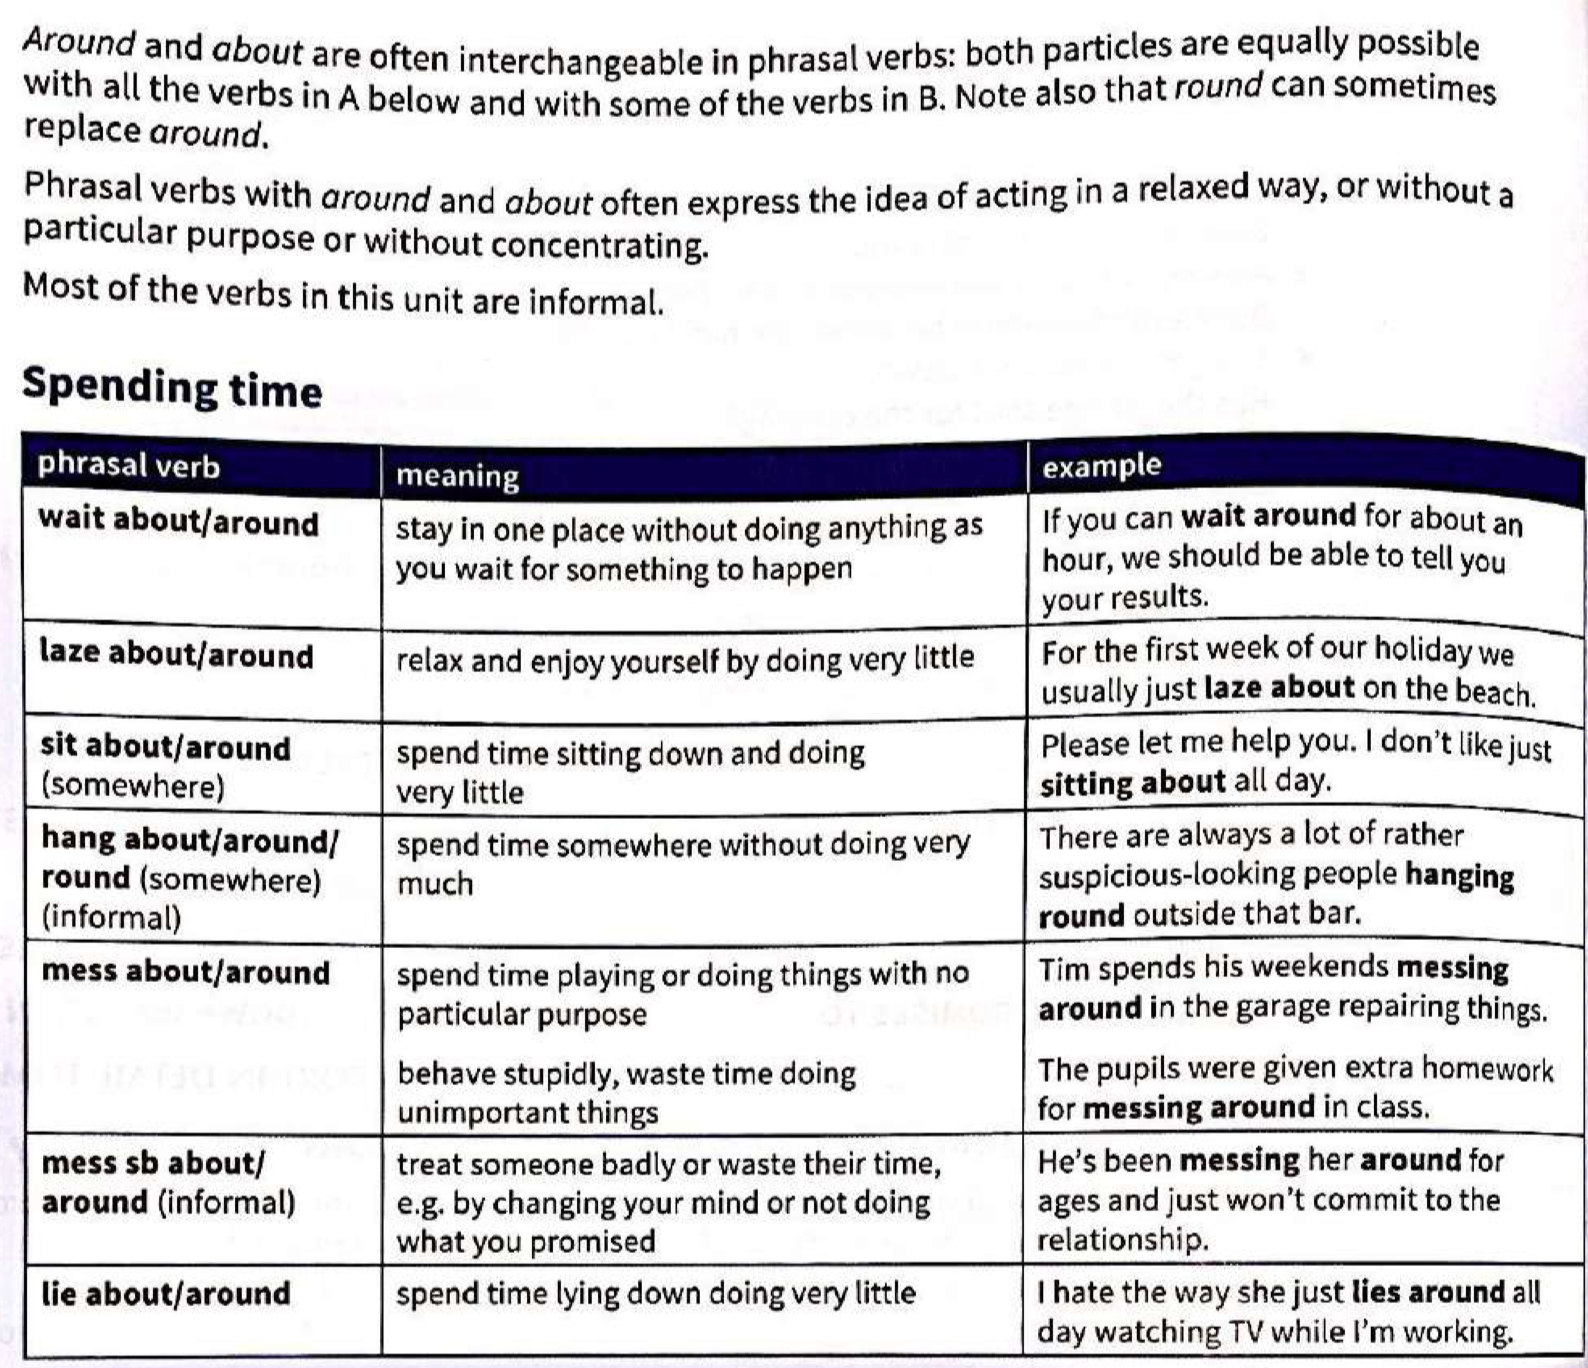 Around and about are often interchangeable in phrasal verbs: both particles are equally possible
with all the verbs in A below and with some of the verbs in B. Note also that round can sometimes
replace around.
Phrasal verbs with around and about often express the idea of acting in a relaxed way, or without a
particular purpose or without concentrating.
Most of the verbs in this unit are informal.
Spending time
phrasal verb
meaning
example
wait about/around
stay in one place without doing anything as
you wait for something to happen
If you can wait around for about an
hour, we should be able to tell you
your results.
laze about/around
relax and enjoy yourself by doing very little
For the first week of our holiday we
usually just laze about on the beach.
sit about/around
(somewhere)
spend time sitting down and doing
very little
Please let me help you. I don't like just
sitting about all day.
hang about/around/
round (somewhere)
(informal)
spend time somewhere without doing very
much
There are always a lot of rather
suspicious-looking people hanging
round outside that bar.
mess about/around
spend time playing or doing things with no
particular purpose
Tim spends his weekends messing
around in the garage repairing things.
behave stupidly, waste time doing
unimportant things
The pupils were given extra homework
for messing around in class.
mess sb about/
around (informal)
treat someone badly or waste their time,
e.g. by changing your mind or not doing
what you promised
He's been messing her around for
ages and just won't commit to the
relationship.
lie about/around
spend time lying down doing very little
I hate the way she just lies around all
day watching TV while I'm working.